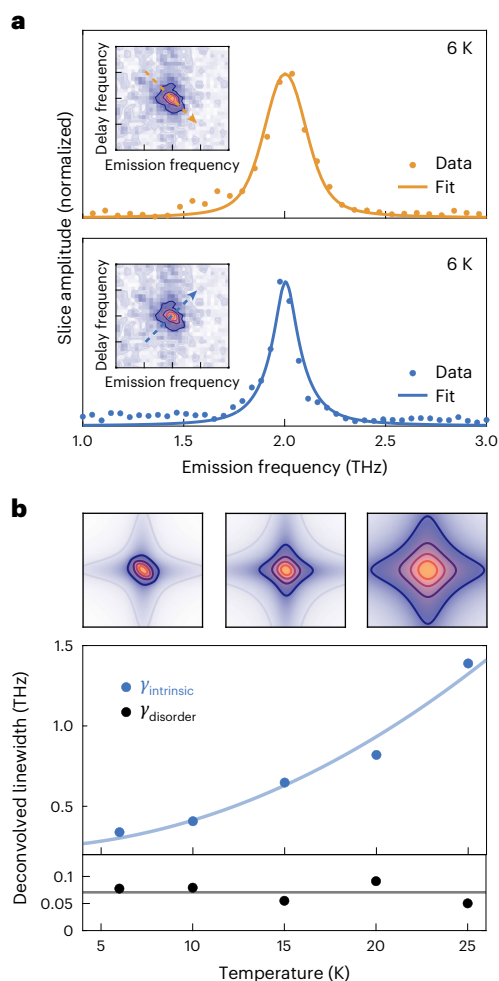 a
6 K
Delay frequency
Emission frequency
Data
Fit
Slice amplitude (normalized)
6 K
Delay frequency
Emission frequency
Data
Fit
1.0 1.5 2.0 2.5 3.0
Emission frequency (THz)
b
1.5
γintrinsic
γdisorder
1.0
0.5
Deconvolved linewidth (THz)
0.1
0.05
0
5 10 15 20 25
Temperature (K)